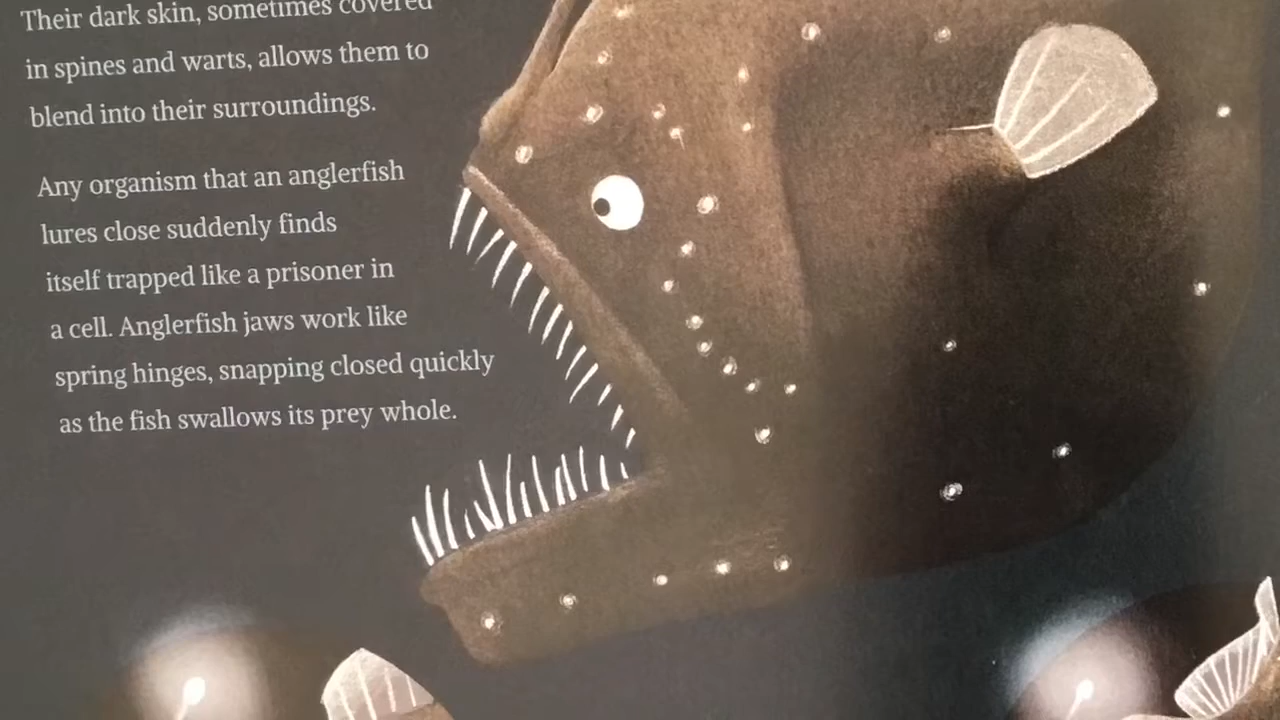 Their dark skin, sometimes covered
in spines and warts, allows them to
blend into their surroundings.
Any organism that an anglerfish
lures close suddenly finds
itself trapped like a prisoner in
a cell. Anglerfish jaws work like
spring hinges, snapping closed quickly
as the fish swallows its prey whole.